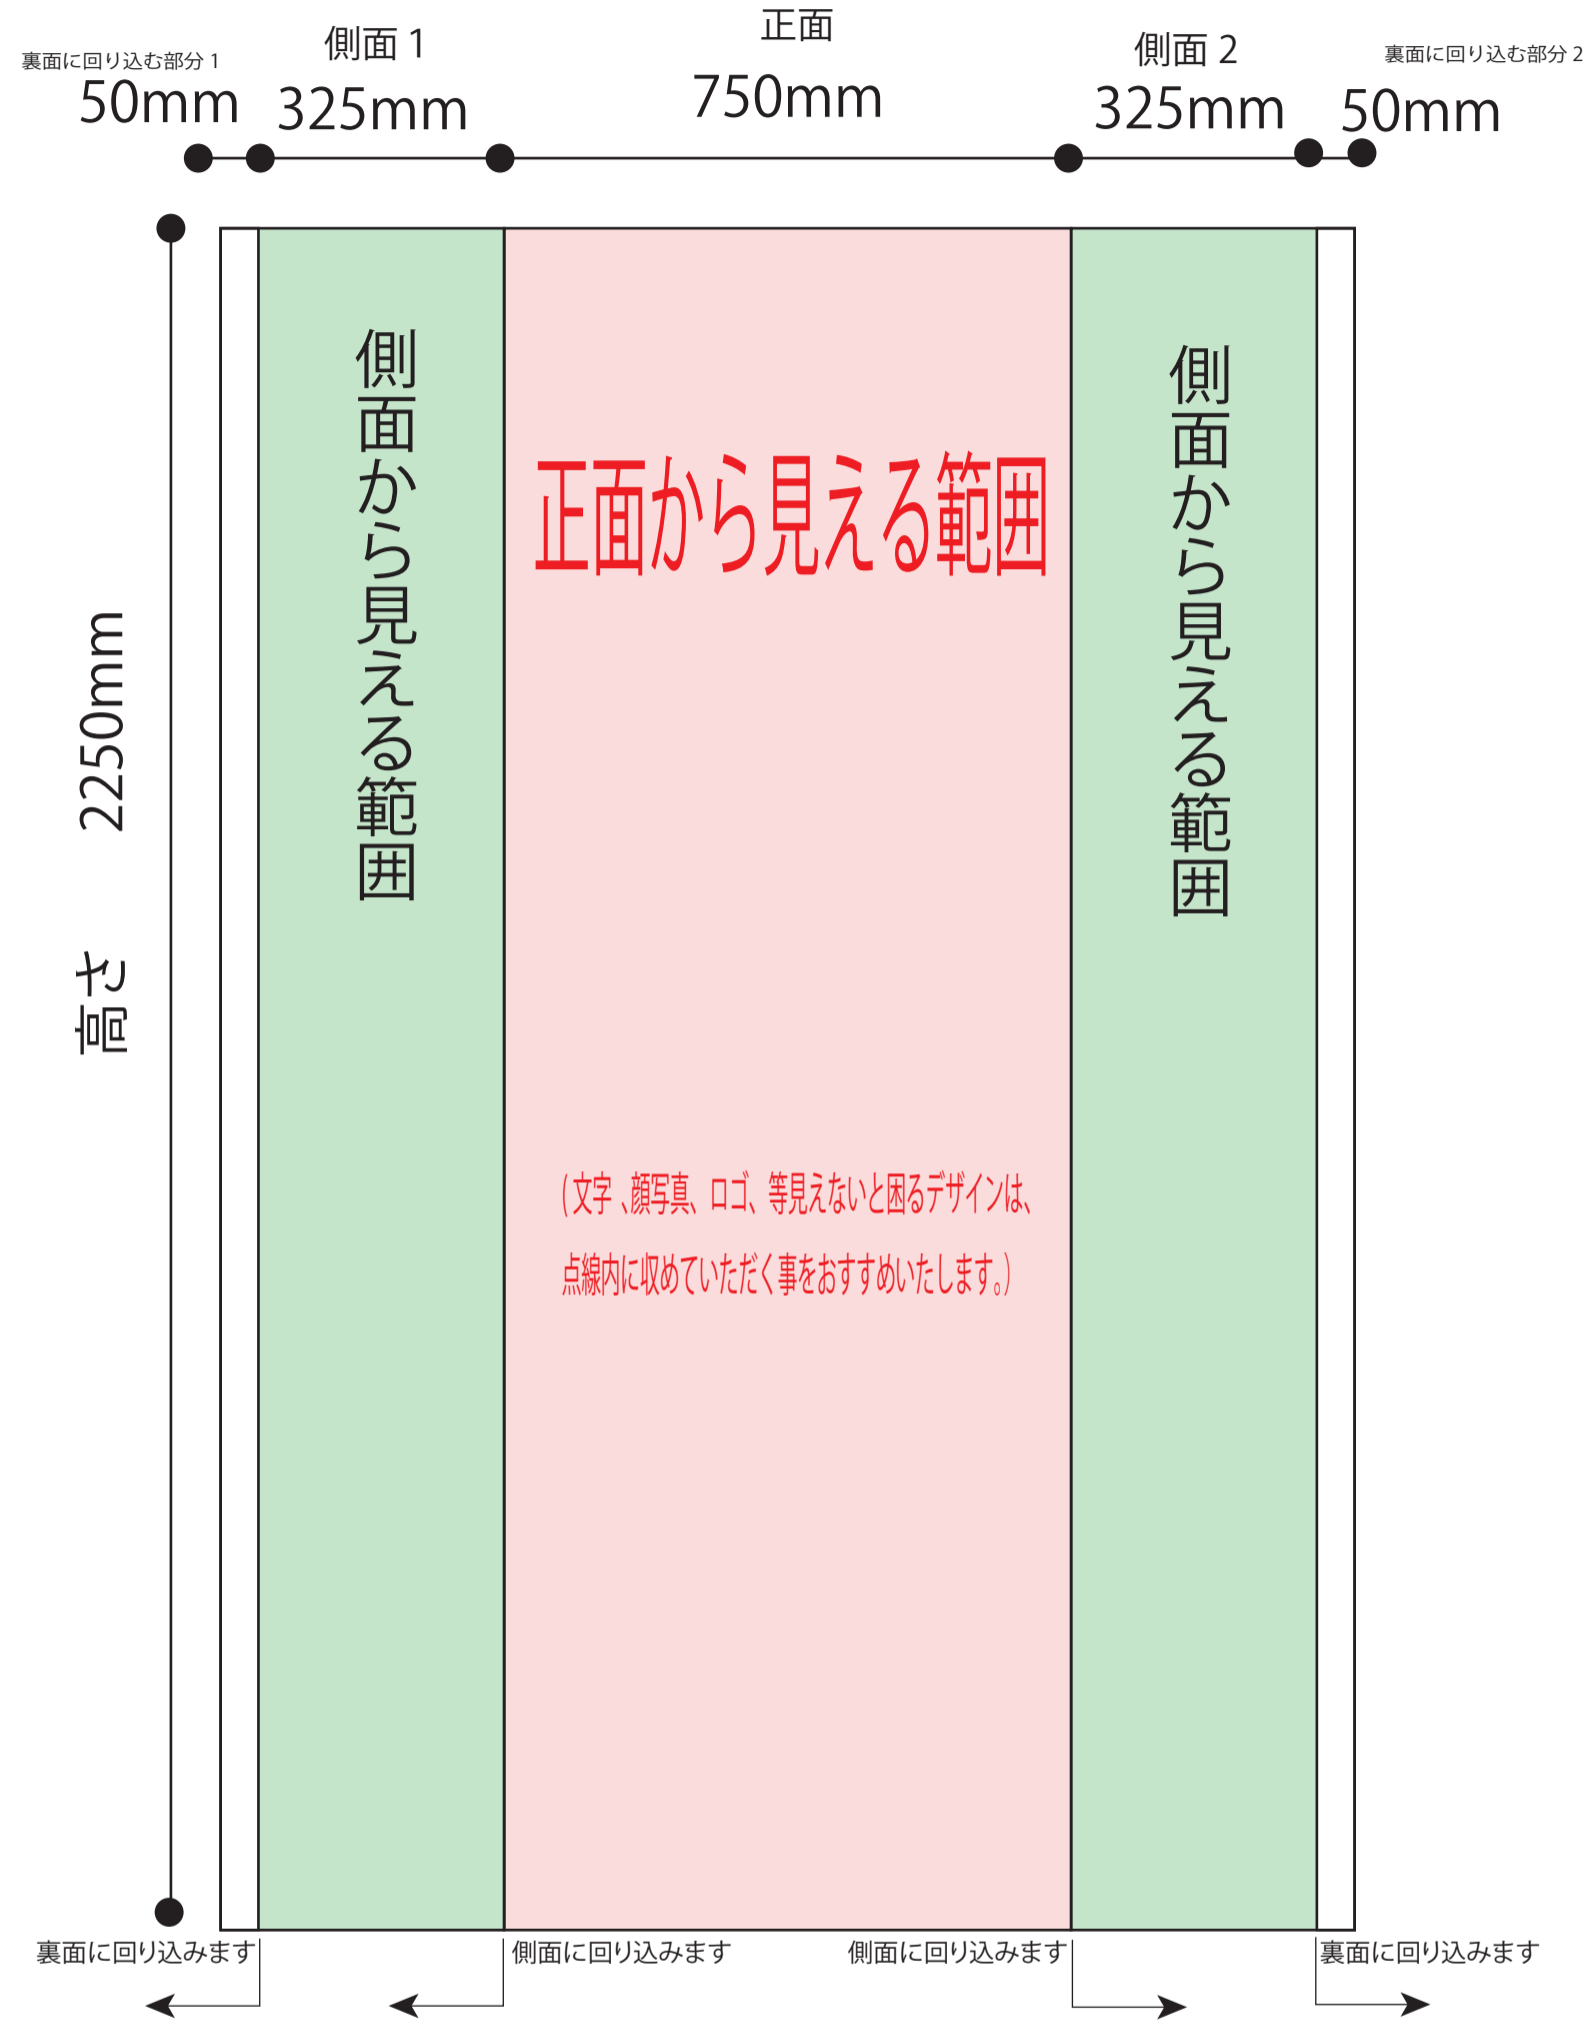 裏面に回り込む部分 1
50mm
側面 1
325mm
正面
750mm
側面 2
325mm
裏面に回り込む部分 2
50mm
高さ 2250mm
側面から見える範囲
正面から見える範囲
側面から見える範囲
(文字 、顔写真、ロゴ、等見えないと困るデザインは、
点線内に収めていただく事をおすすめいたします。)
裏面に回り込みます
側面に回り込みます
側面に回り込みます
裏面に回り込みます